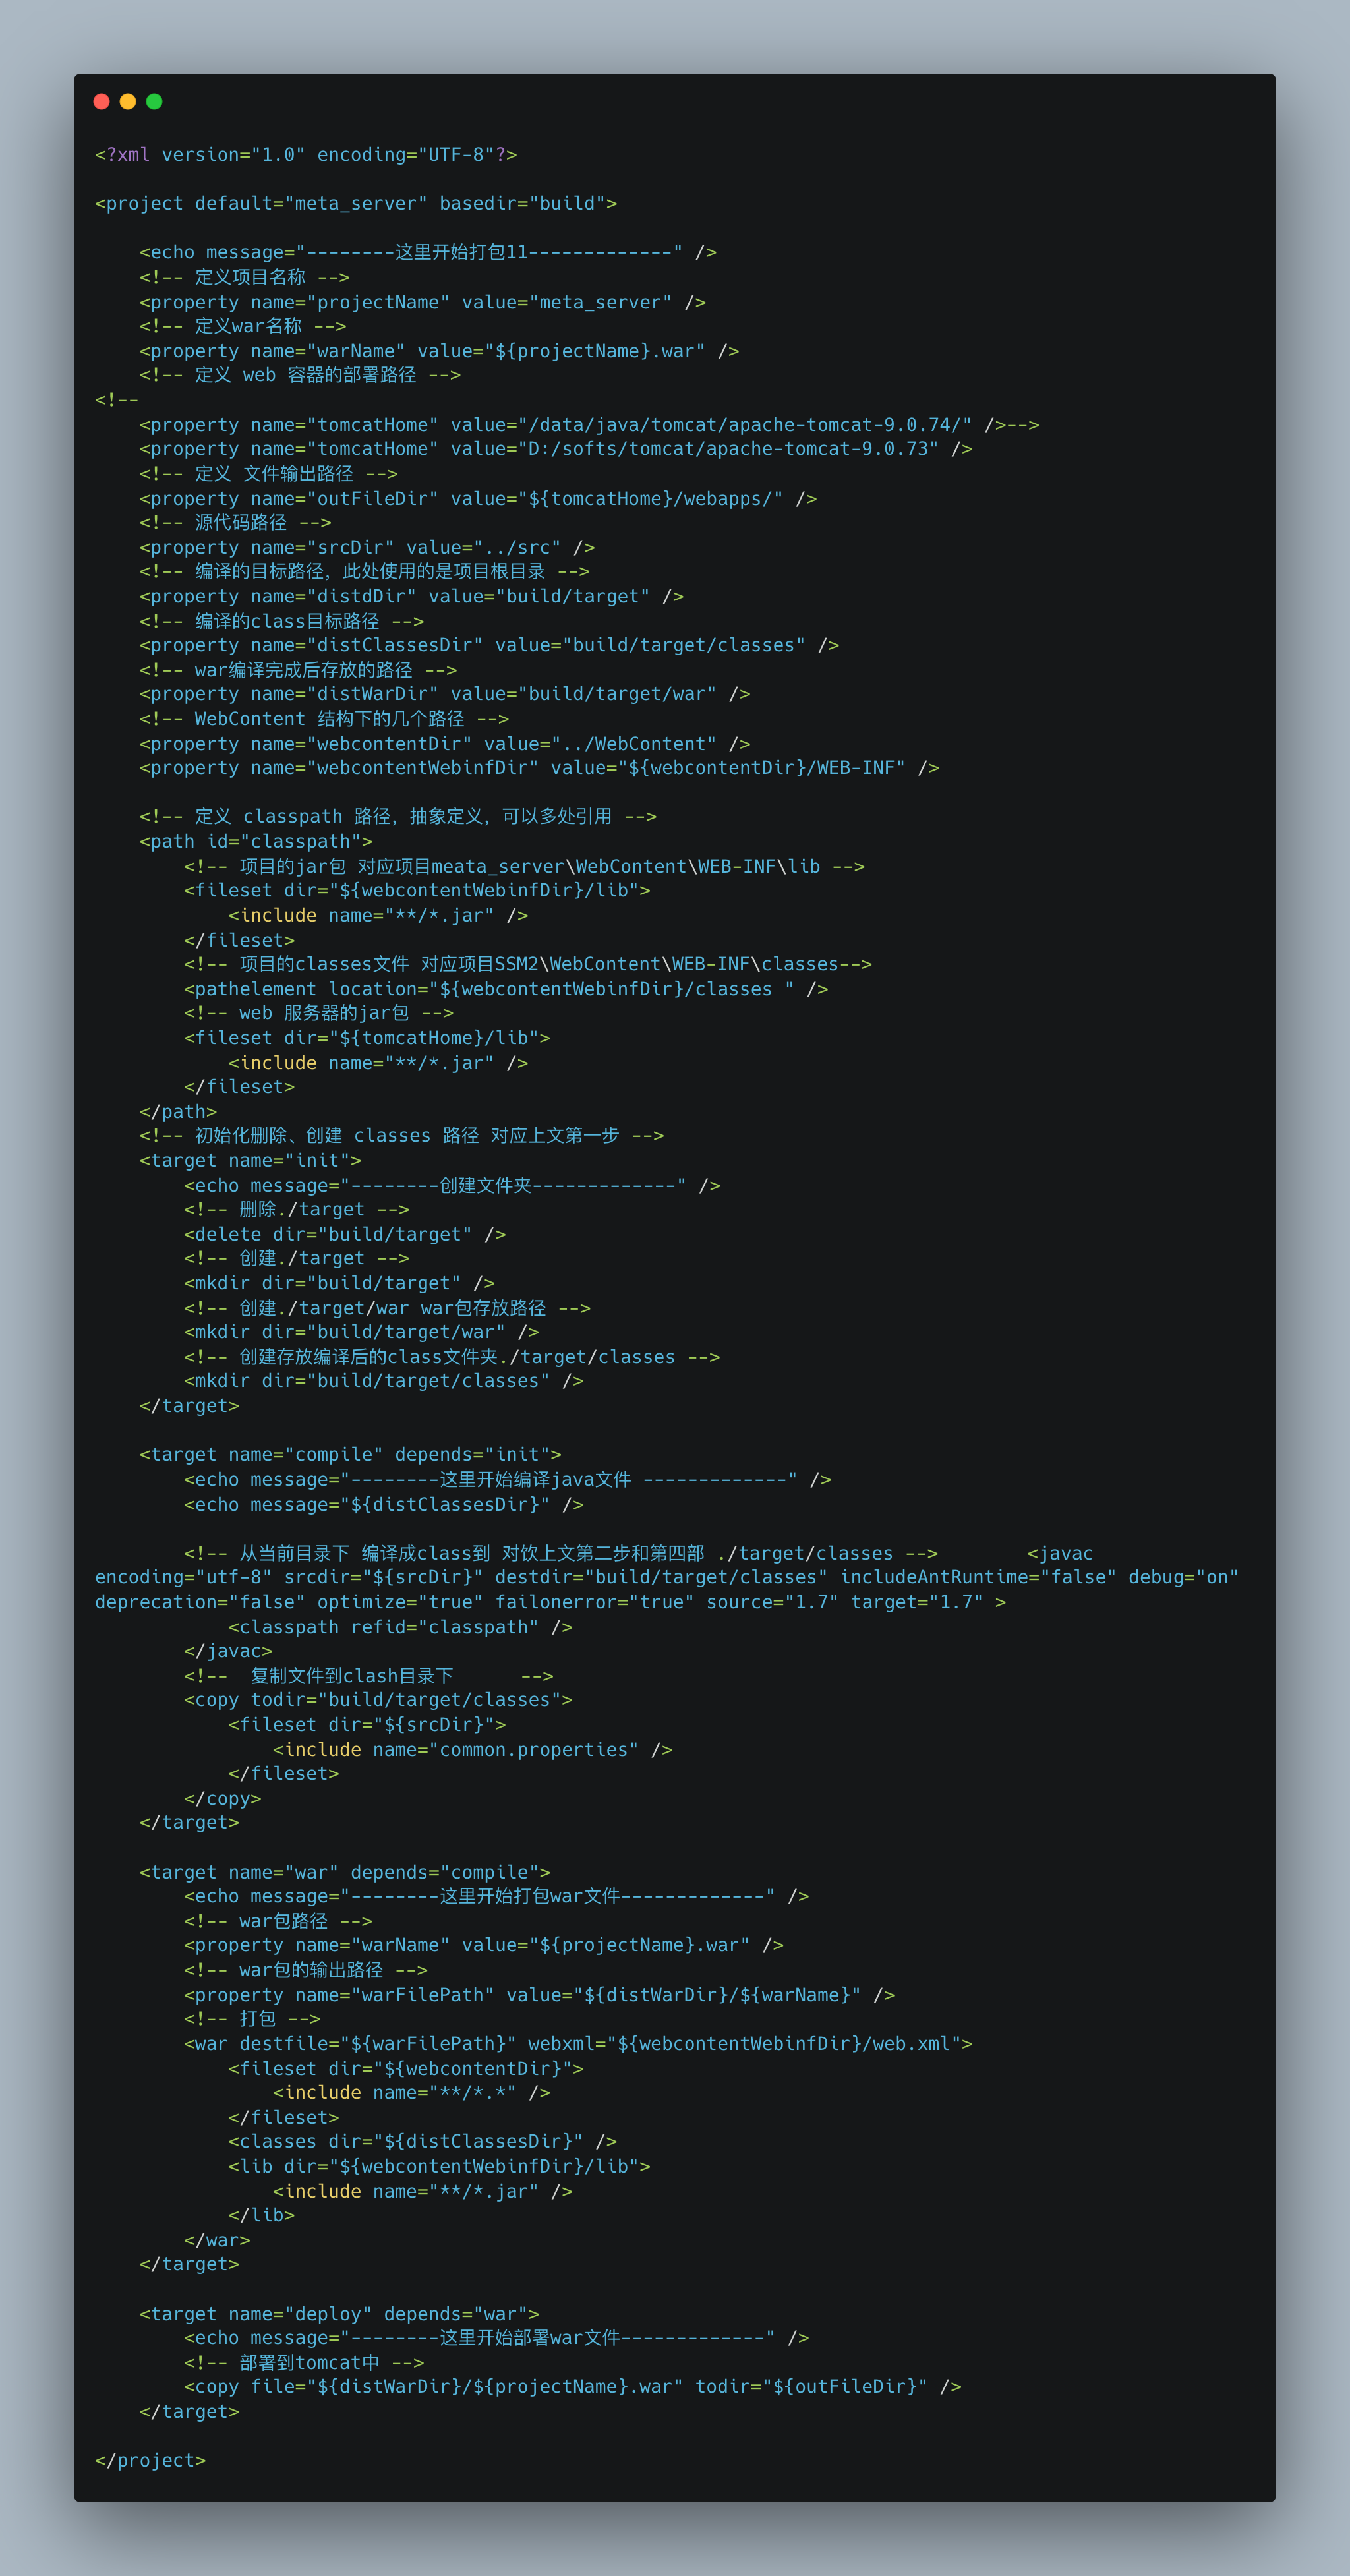 <?xml version="1.0" encoding="UTF-8"?>

<project default="meta_server" basedir="build">

    <echo message="--------这里开始打包11-------------" />
    <!-- 定义项目名称 -->
    <property name="projectName" value="meta_server" />
    <!-- 定义war名称 -->
    <property name="warName" value="${projectName}.war" />
    <!-- 定义 web 容器的部署路径 -->
<!--
    <property name="tomcatHome" value="/data/java/tomcat/apache-tomcat-9.0.74/" />-->
    <property name="tomcatHome" value="D:/softs/tomcat/apache-tomcat-9.0.73" />
    <!-- 定义 文件输出路径 -->
    <property name="outFileDir" value="${tomcatHome}/webapps/" />
    <!-- 源代码路径 -->
    <property name="srcDir" value="../src" />
    <!-- 编译的目标路径，此处使用的是项目根目录 -->
    <property name="distdDir" value="build/target" />
    <!-- 编译的class目标路径 -->
    <property name="distClassesDir" value="build/target/classes" />
    <!-- war编译完成后存放的路径 -->
    <property name="distWarDir" value="build/target/war" />
    <!-- WebContent 结构下的几个路径 -->
    <property name="webcontentDir" value="../WebContent" />
    <property name="webcontentWebinfDir" value="${webcontentDir}/WEB-INF" />

    <!-- 定义 classpath 路径，抽象定义，可以多处引用 -->
    <path id="classpath">
        <!-- 项目的jar包 对应项目meata_server\WebContent\WEB-INF\lib -->
        <fileset dir="${webcontentWebinfDir}/lib">
            <include name="**/*.jar" />
        </fileset>
        <!-- 项目的classes文件 对应项目SSM2\WebContent\WEB-INF\classes-->
        <pathelement location="${webcontentWebinfDir}/classes " />
        <!-- web 服务器的jar包 -->
        <fileset dir="${tomcatHome}/lib">
            <include name="**/*.jar" />
        </fileset>
    </path>
    <!-- 初始化删除、创建 classes 路径 对应上文第一步 -->
    <target name="init">
        <echo message="--------创建文件夹-------------" />
        <!-- 删除./target -->
        <delete dir="build/target" />
        <!-- 创建./target -->
        <mkdir dir="build/target" />
        <!-- 创建./target/war war包存放路径 -->
        <mkdir dir="build/target/war" />
        <!-- 创建存放编译后的class文件夹./target/classes -->
        <mkdir dir="build/target/classes" />
    </target>

    <target name="compile" depends="init">
        <echo message="--------这里开始编译java文件 -------------" />
        <echo message="${distClassesDir}" />

        <!-- 从当前目录下 编译成class到 对饮上文第二步和第四部 ./target/classes -->        <javac
encoding="utf-8" srcdir="${srcDir}" destdir="build/target/classes" includeAntRuntime="false" debug="on"
deprecation="false" optimize="true" failonerror="true" source="1.7" target="1.7" >
            <classpath refid="classpath" />
        </javac>
        <!--  复制文件到clash目录下      -->
        <copy todir="build/target/classes">
            <fileset dir="${srcDir}">
                <include name="common.properties" />
            </fileset>
        </copy>
    </target>

    <target name="war" depends="compile">
        <echo message="--------这里开始打包war文件-------------" />
        <!-- war包路径 -->
        <property name="warName" value="${projectName}.war" />
        <!-- war包的输出路径 -->
        <property name="warFilePath" value="${distWarDir}/${warName}" />
        <!-- 打包 -->
        <war destfile="${warFilePath}" webxml="${webcontentWebinfDir}/web.xml">
            <fileset dir="${webcontentDir}">
                <include name="**/*.*" />
            </fileset>
            <classes dir="${distClassesDir}" />
            <lib dir="${webcontentWebinfDir}/lib">
                <include name="**/*.jar" />
            </lib>
        </war>
    </target>

    <target name="deploy" depends="war">
        <echo message="--------这里开始部署war文件-------------" />
        <!-- 部署到tomcat中 -->
        <copy file="${distWarDir}/${projectName}.war" todir="${outFileDir}" />
    </target>

</project>